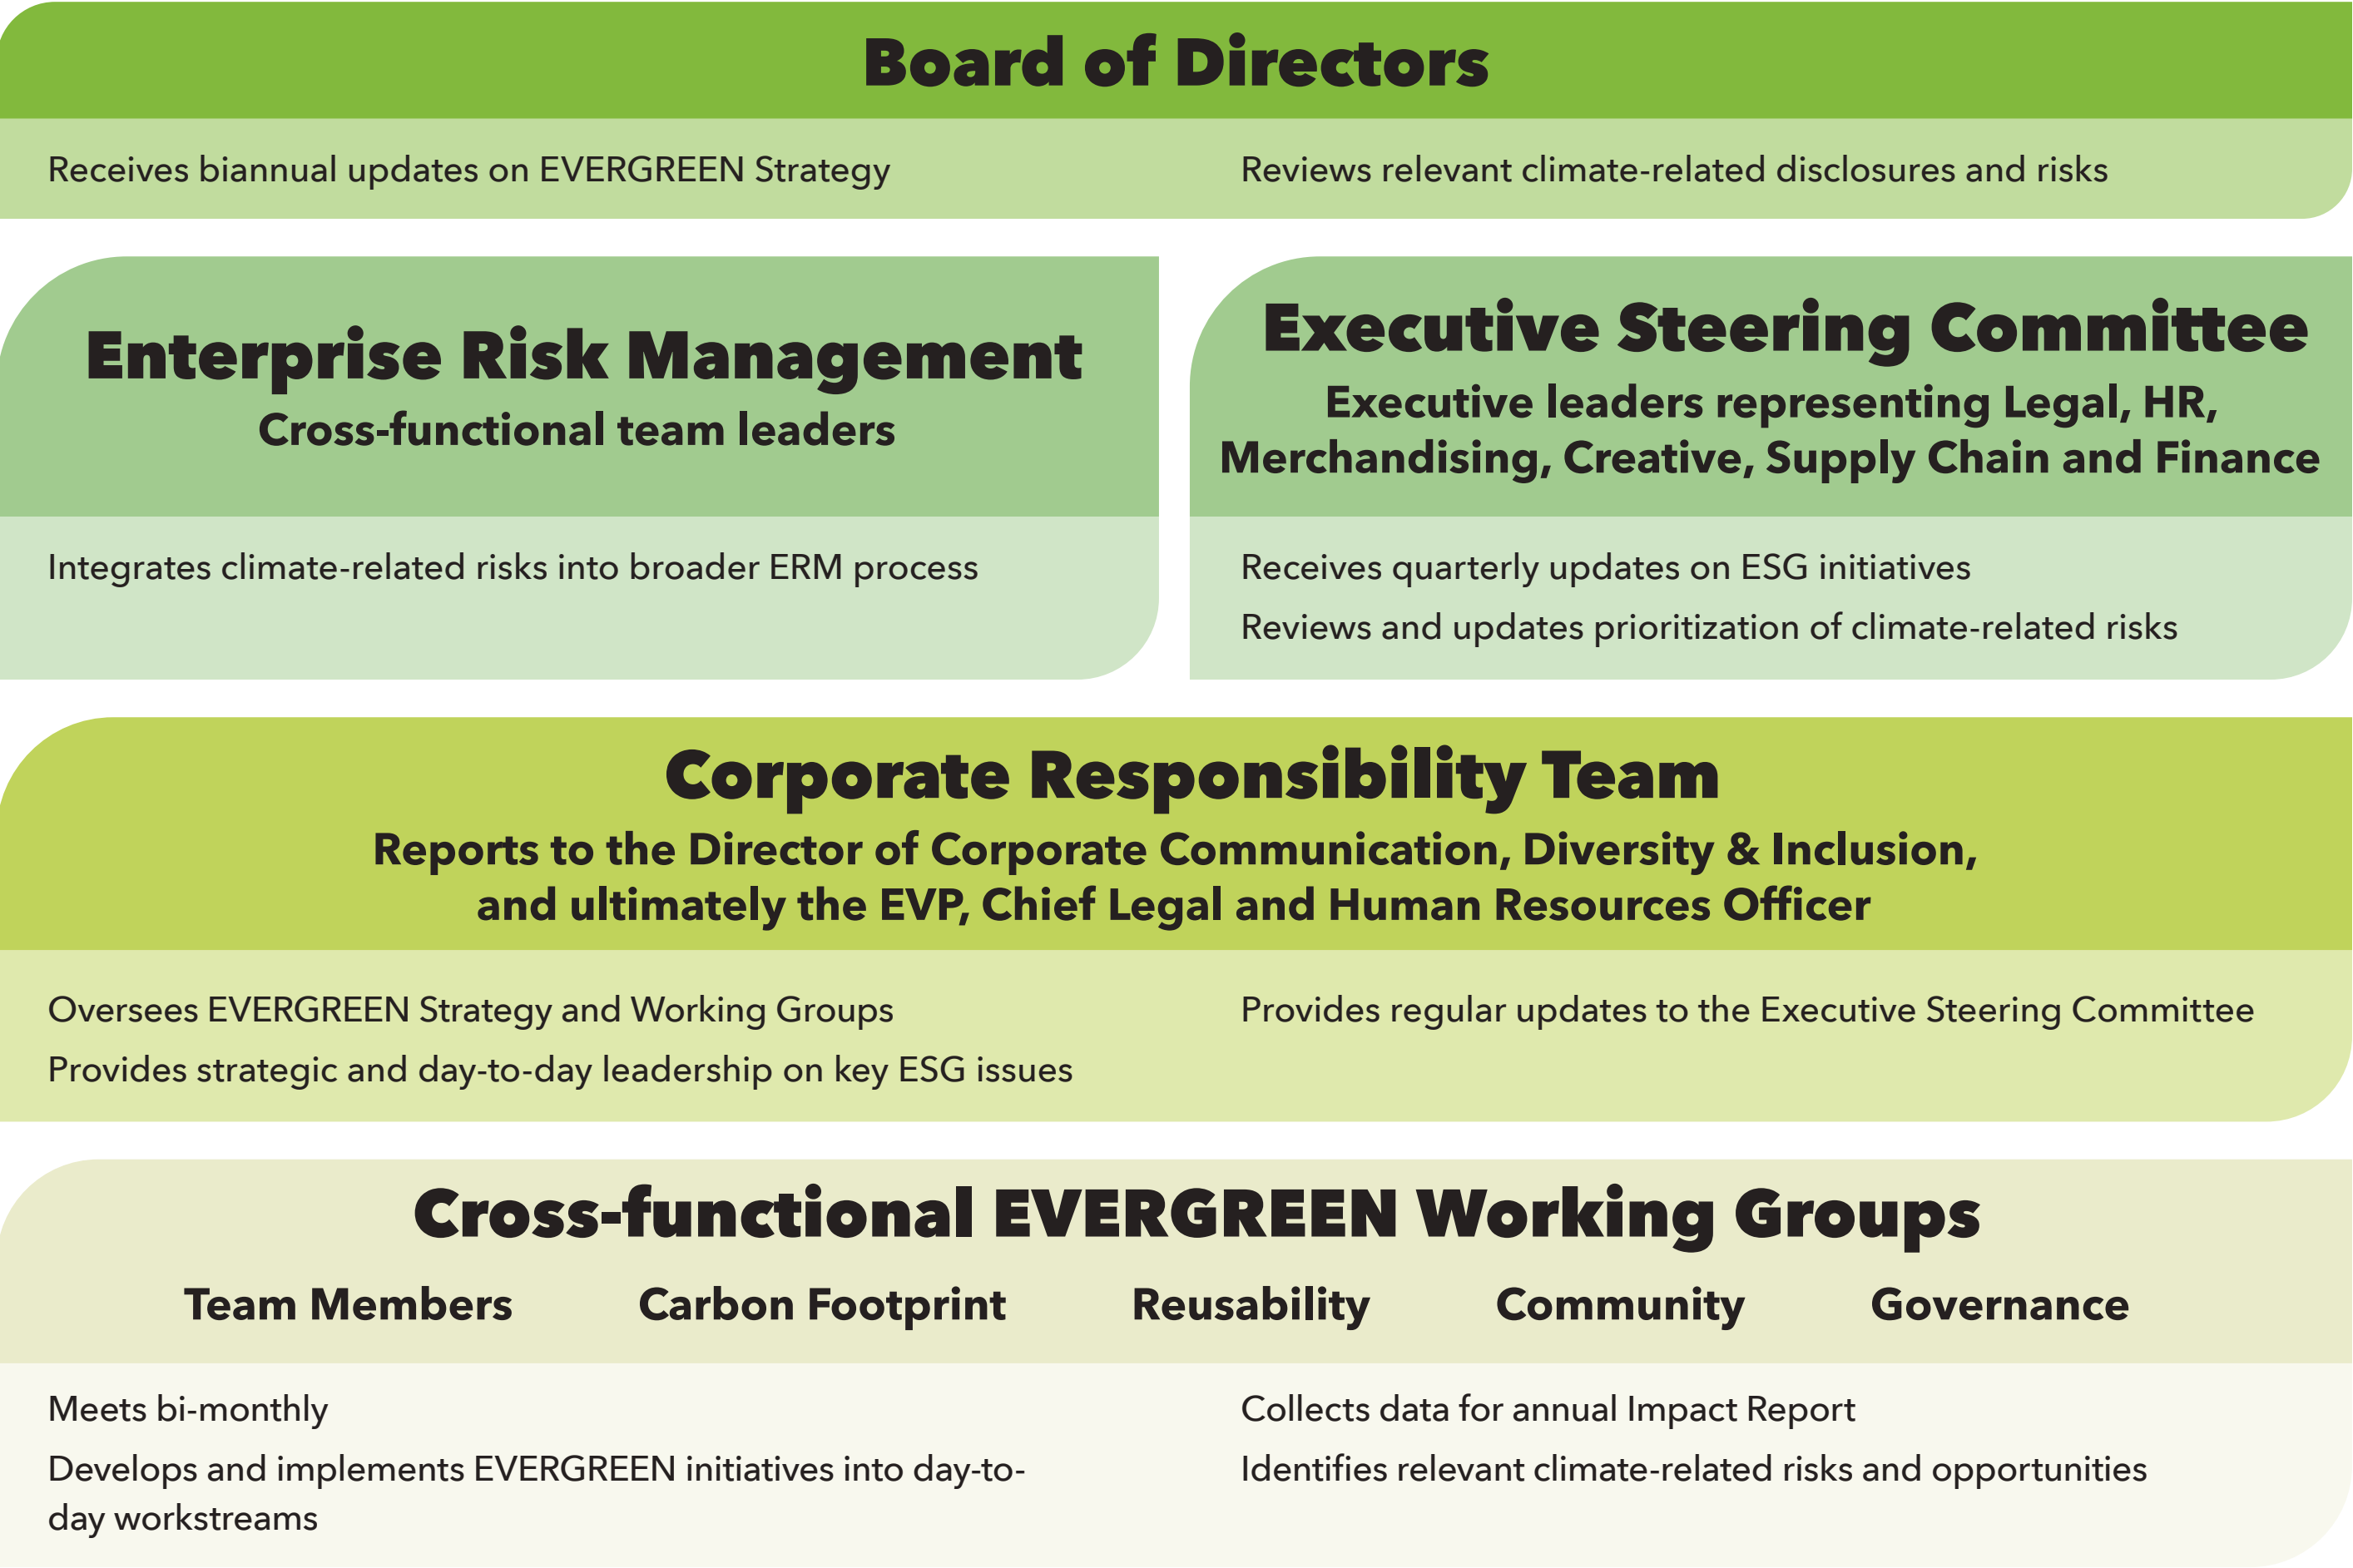 Board of Directors
Receives biannual updates on EVERGREEN Strategy
Reviews relevant climate-related disclosures and risks
Enterprise Risk Management
Cross-functional team leaders
Integrates climate-related risks into broader ERM process
Executive Steering Committee
Executive leaders representing Legal, HR,
Merchandising, Creative, Supply Chain and Finance
Receives quarterly updates on ESG initiatives
Reviews and updates prioritization of climate-related risks
Corporate Responsibility Team
Reports to the Director of Corporate Communication, Diversity & Inclusion,
and ultimately the EVP, Chief Legal and Human Resources Officer
Oversees EVERGREEN Strategy and Working Groups
Provides strategic and day-to-day leadership on key ESG issues
Provides regular updates to the Executive Steering Committee
Cross-functional EVERGREEN Working Groups
Team Members
Carbon Footprint
Reusability
Community
Governance
Meets bi-monthly
Develops and implements EVERGREEN initiatives into day-to-
day workstreams
Collects data for annual Impact Report
Identifies relevant climate-related risks and opportunities